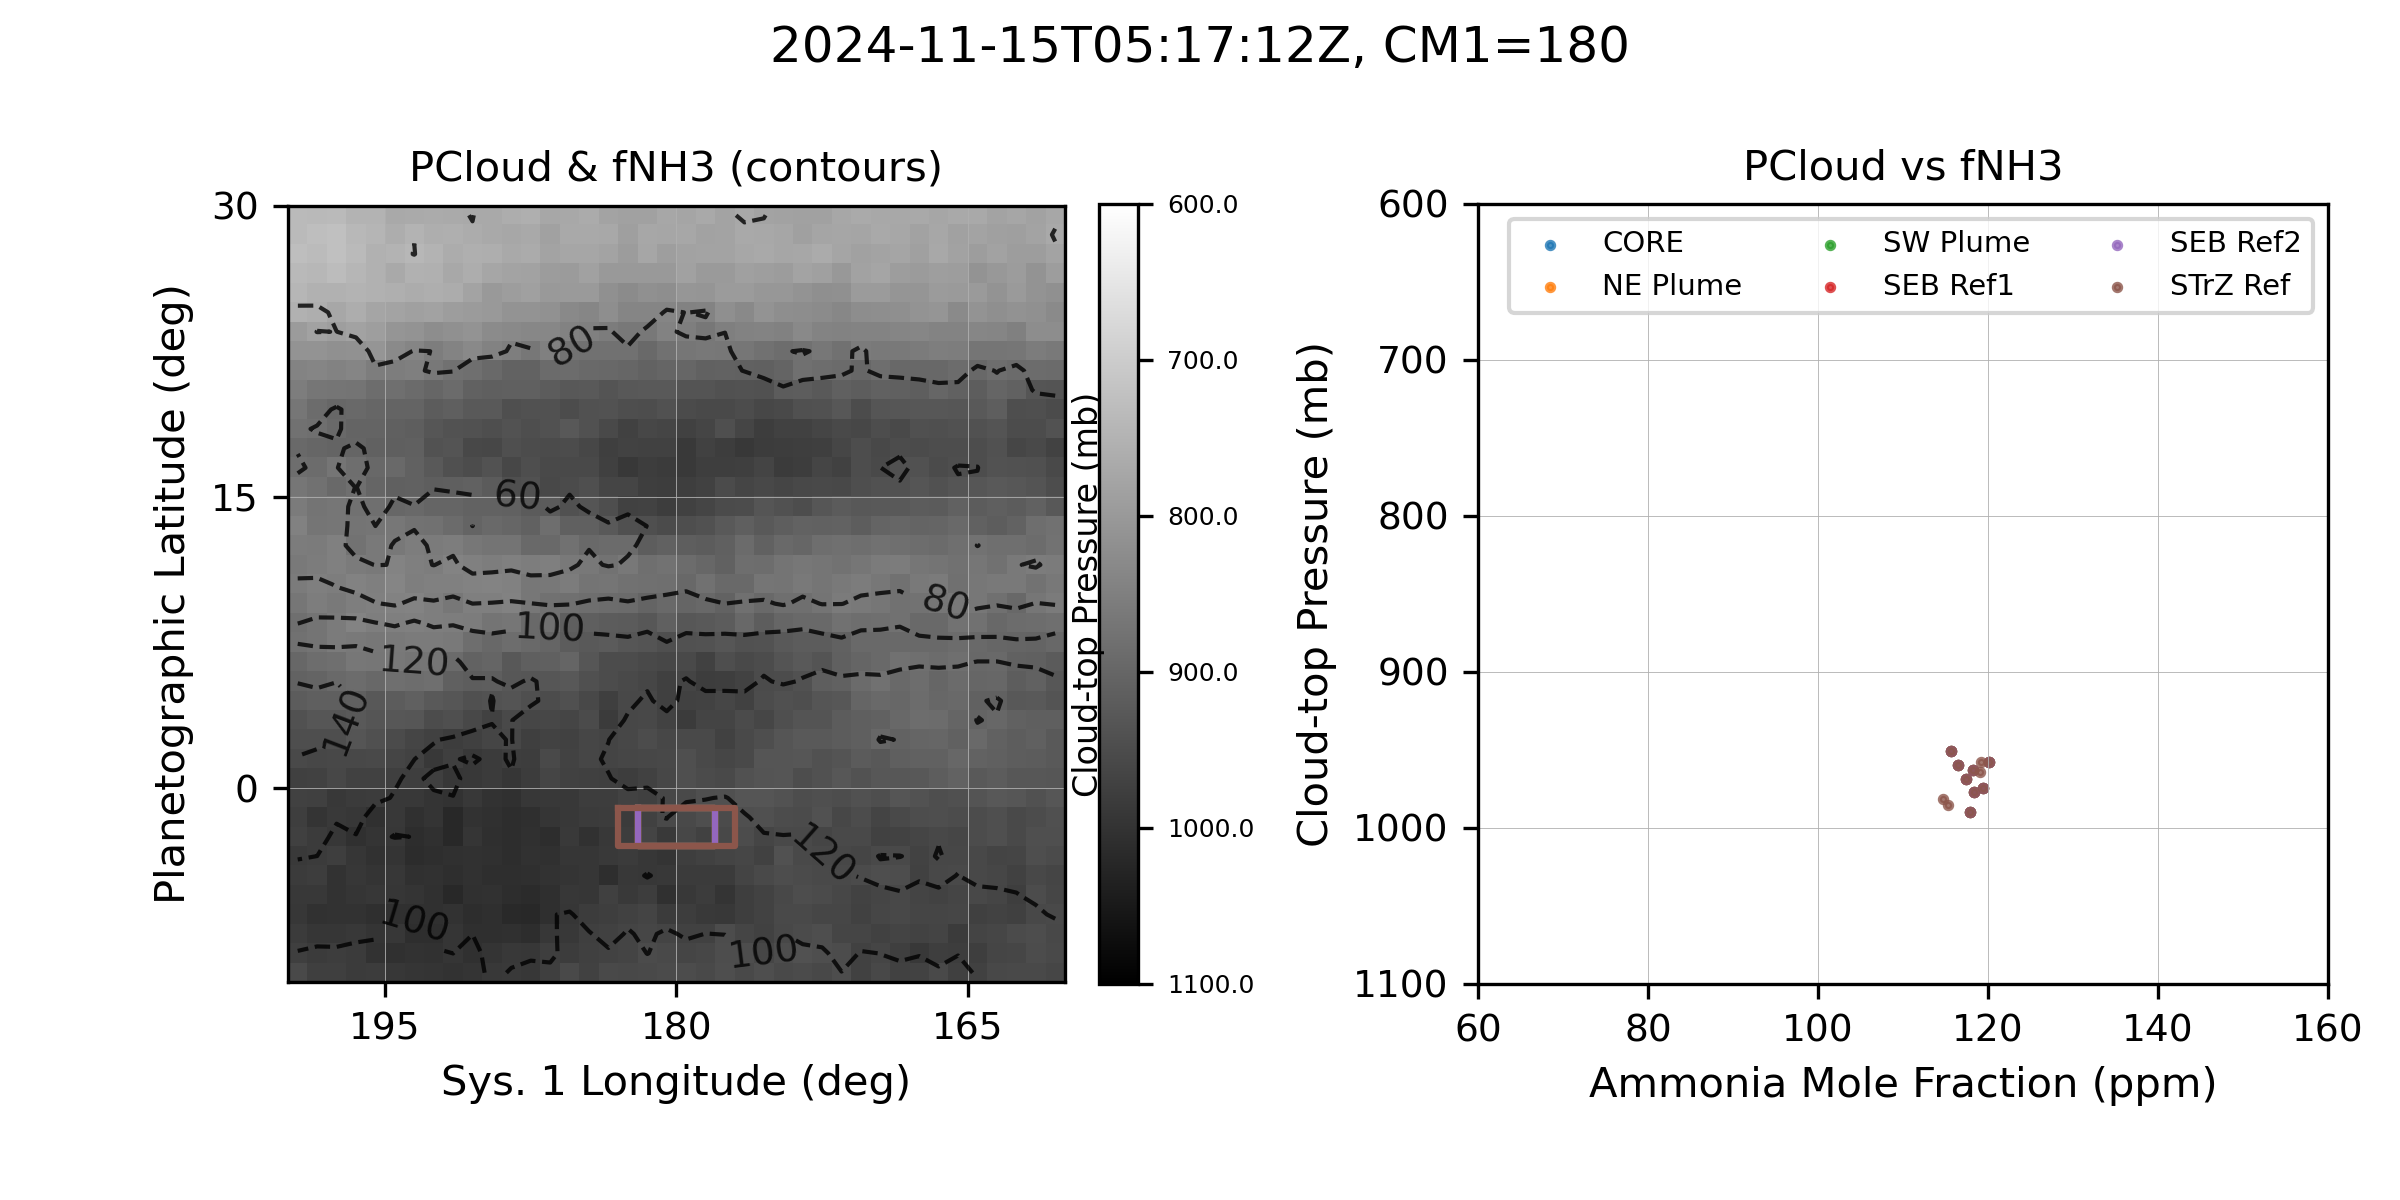 2024-11-15T05:17:12Z, CM1=180
PCloud & fNH3 (contours)
30
15
0
Planetographic Latitude (deg)
80
60
80
100
120
140
120
100
100
195
180
165
Sys. 1 Longitude (deg)
Cloud-top Pressure (mb)
600.0
700.0
800.0
900.0
1000.0
1100.0
PCloud vs fNH3
CORE
NE Plume
SW Plume
SEB Ref1
SEB Ref2
STrZ Ref
600
700
800
900
1000
1100
Cloud-top Pressure (mb)
60
80
100
120
140
160
Ammonia Mole Fraction (ppm)